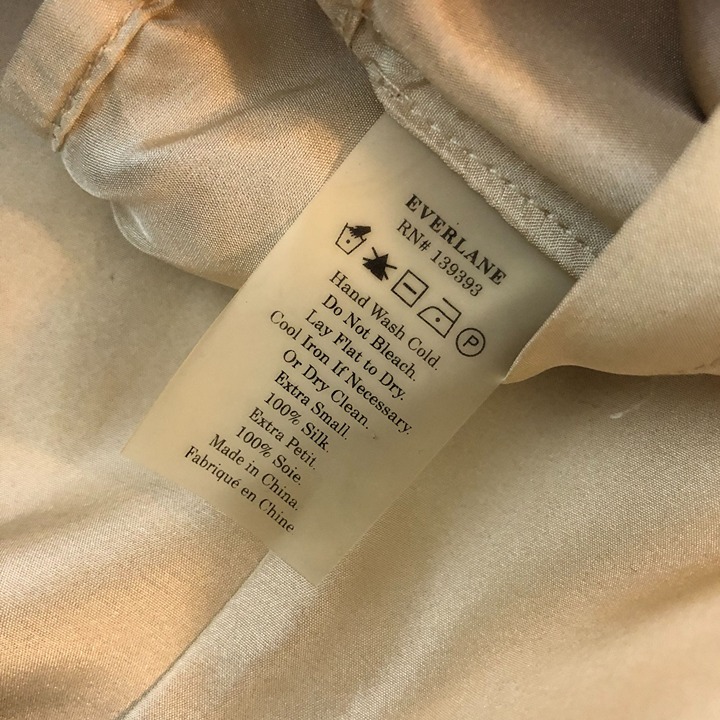 EVERLANE
RN# 139393
P
Hand Wash Cold.
Do Not Bleach.
Lay Flat to Dry.
Cool Iron If Necessary.
Or Dry Clean.
Extra Small.
100% Silk.
Extra Petit.
100% Soie.
Made in China.
Fabriqué en Chine